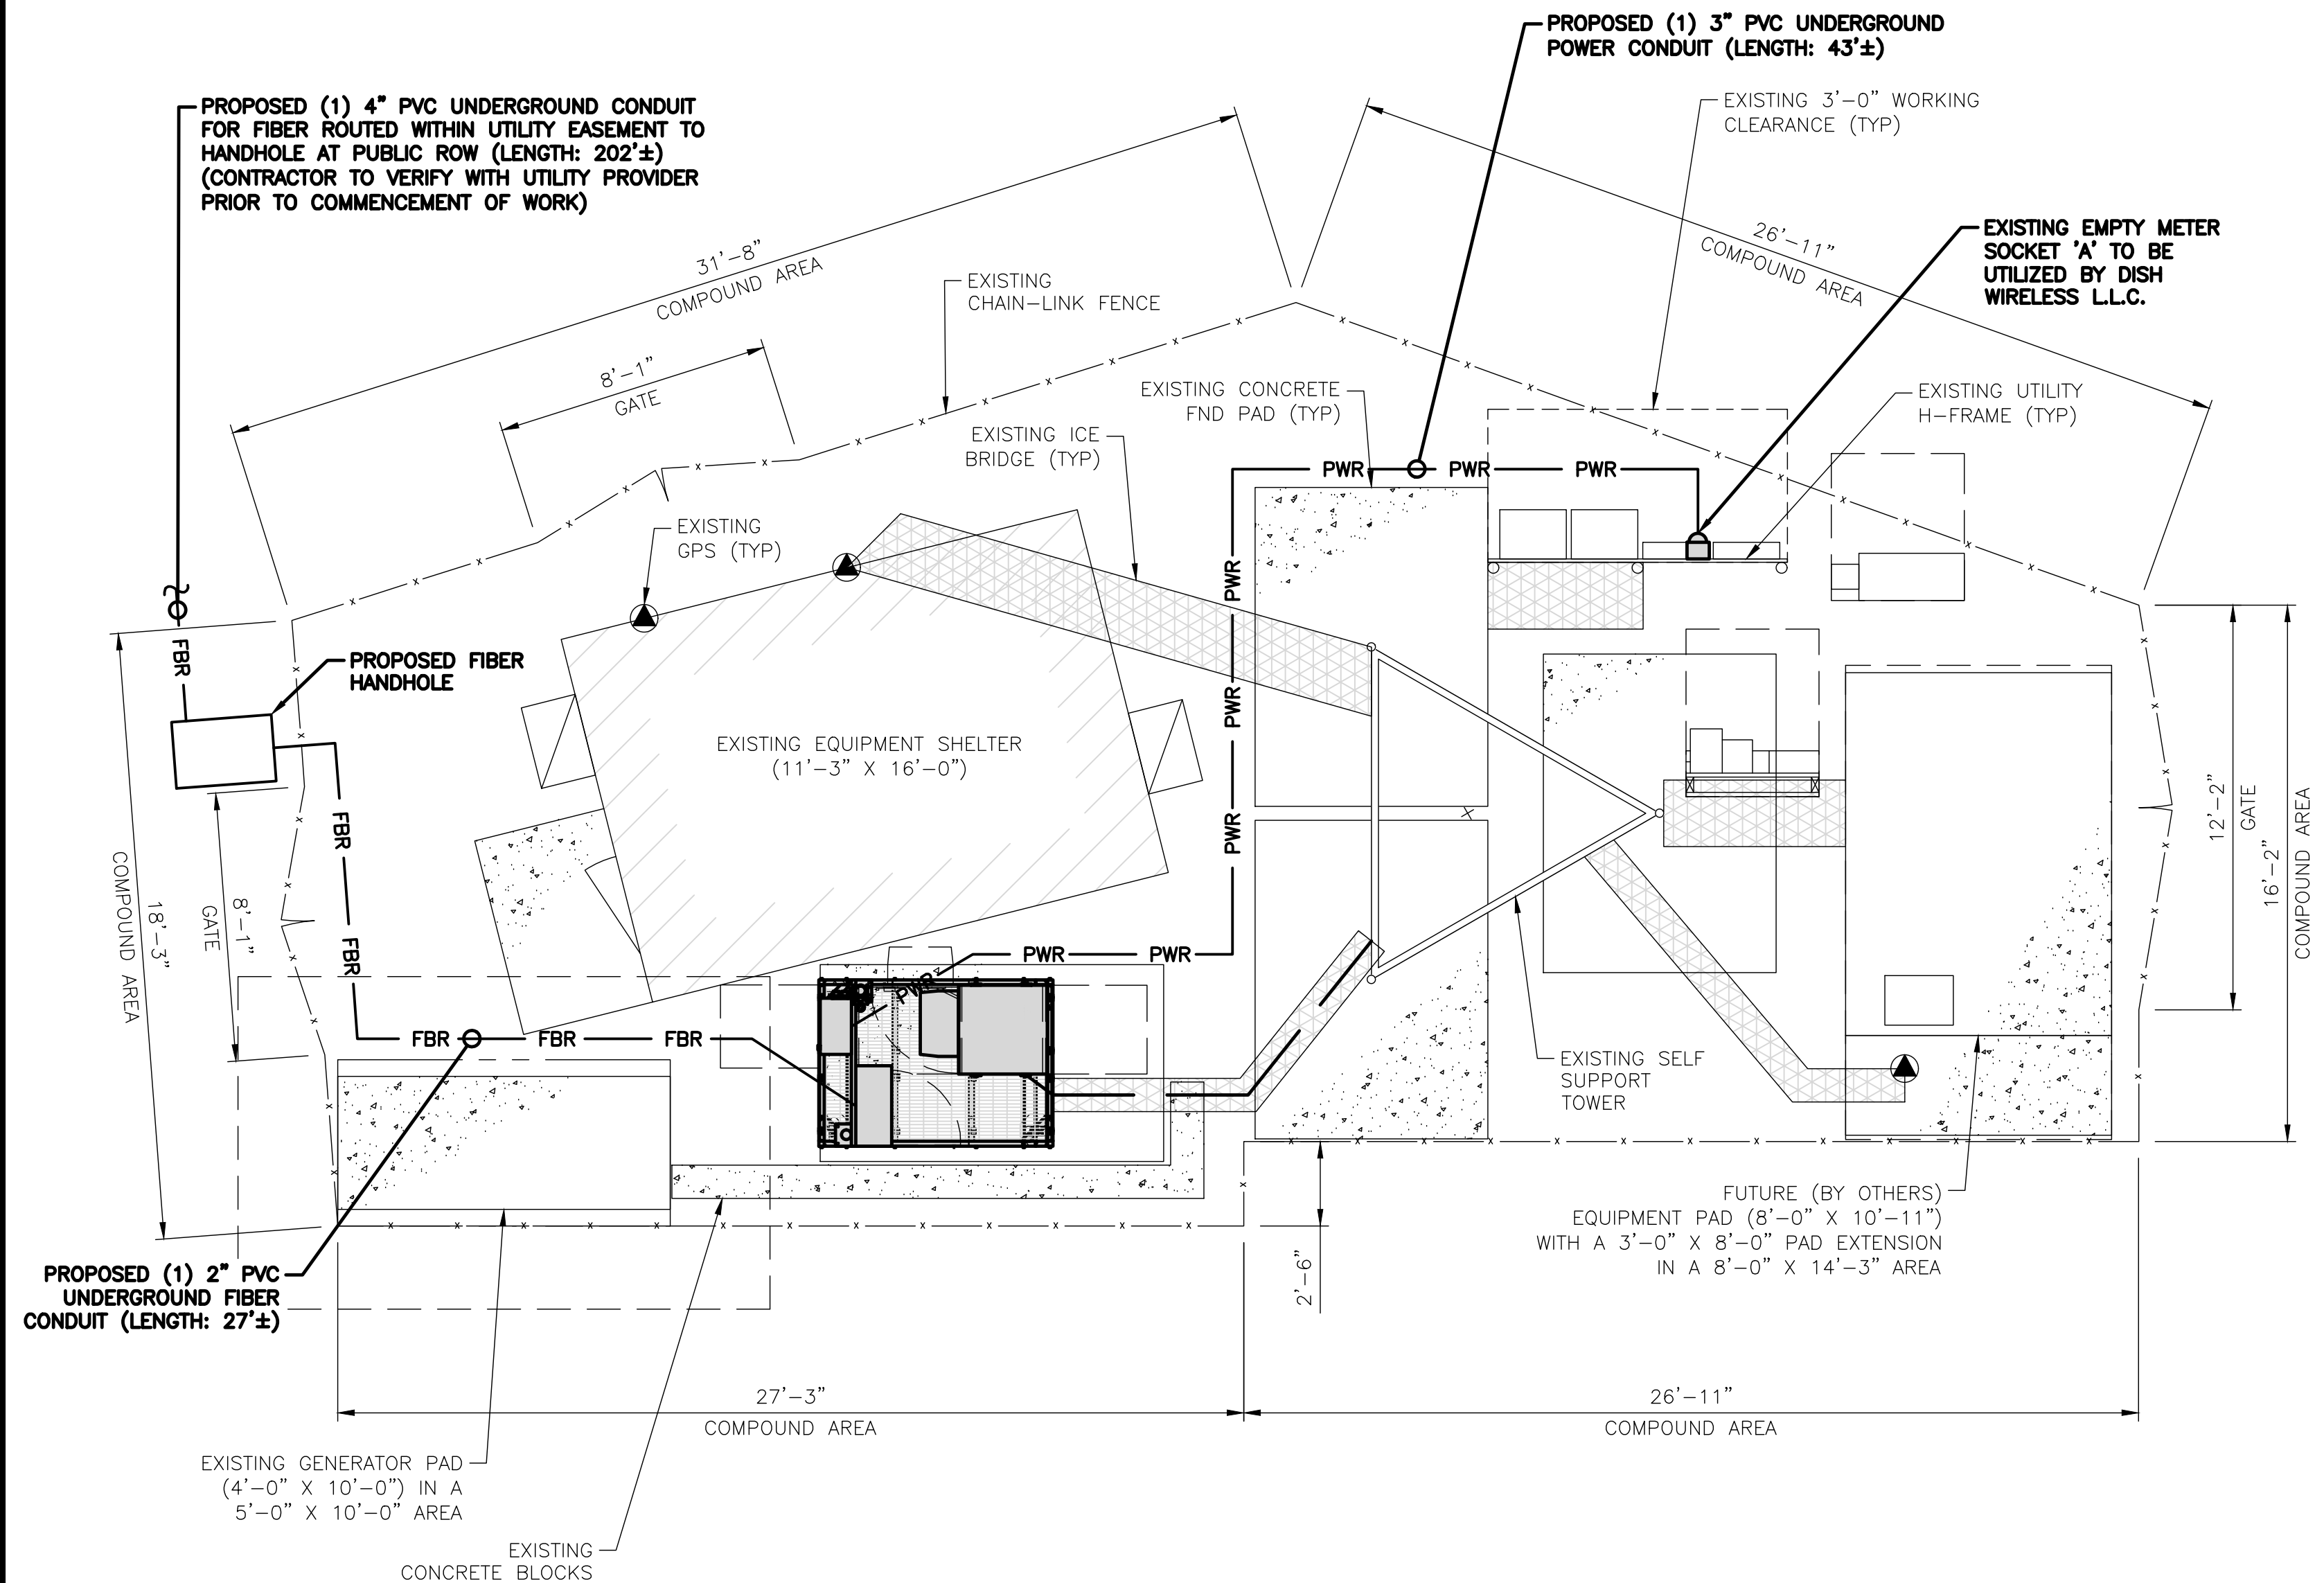 PROPOSED (1) 3" PVC UNDERGROUND
POWER CONDUIT (LENGTH: 43'±)
PROPOSED (1) 4" PVC UNDERGROUND CONDUIT
FOR FIBER ROUTED WITHIN UTILITY EASEMENT TO
HANDHOLE AT PUBLIC ROW (LENGTH: 202'±)
(CONTRACTOR TO VERIFY WITH UTILITY PROVIDER
PRIOR TO COMMENCEMENT OF WORK)
EXISTING 3'-0" WORKING
CLEARANCE (TYP)
EXISTING EMPTY METER
SOCKET 'A' TO BE
UTILIZED BY DISH
WIRELESS L.L.C.
31'-8"
COMPOUND AREA
26'-11"
COMPOUND AREA
EXISTING
CHAIN-LINK FENCE
8'-1"
GATE
EXISTING CONCRETE
FND PAD (TYP)
EXISTING UTILITY
H-FRAME (TYP)
EXISTING ICE
BRIDGE (TYP)
PWR
PWR
PWR
EXISTING
GPS (TYP)
PWR
PWR
PWR
FBR
PROPOSED FIBER
HANDHOLE
EXISTING EQUIPMENT SHELTER
(11'-3" X 16'-0")
12'-2"
GATE
16'-2"
COMPOUND AREA
FBR
FBR
8'-1"
GATE
18'-3"
COMPOUND AREA
PWR
PWR
PWR
FBR
FBR
FBR
EXISTING SELF
SUPPORT
TOWER
FUTURE (BY OTHERS)
EQUIPMENT PAD (8'-0" X 10'-11")
WITH A 3'-0" X 8'-0" PAD EXTENSION
IN A 8'-0" X 14'-3" AREA
PROPOSED (1) 2" PVC
UNDERGROUND FIBER
CONDUIT (LENGTH: 27'±)
2'-6"
27'-3"
COMPOUND AREA
26'-11"
COMPOUND AREA
EXISTING GENERATOR PAD
(4'-0" X 10'-0") IN A
5'-0" X 10'-0" AREA
EXISTING
CONCRETE BLOCKS